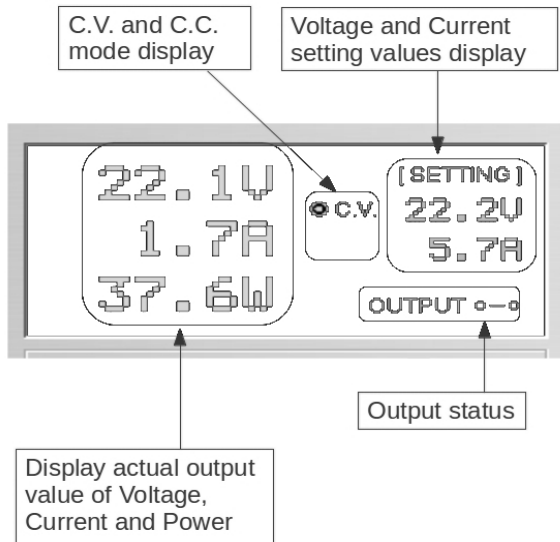 C.V. and C.C.
mode display
Voltage and Current
setting values display
22.1V
1.7A
37.6W
C.V.
[SETTING]
22.2V
5.7A
OUTPUT
Output status
Display actual output
value of Voltage,
Current and Power